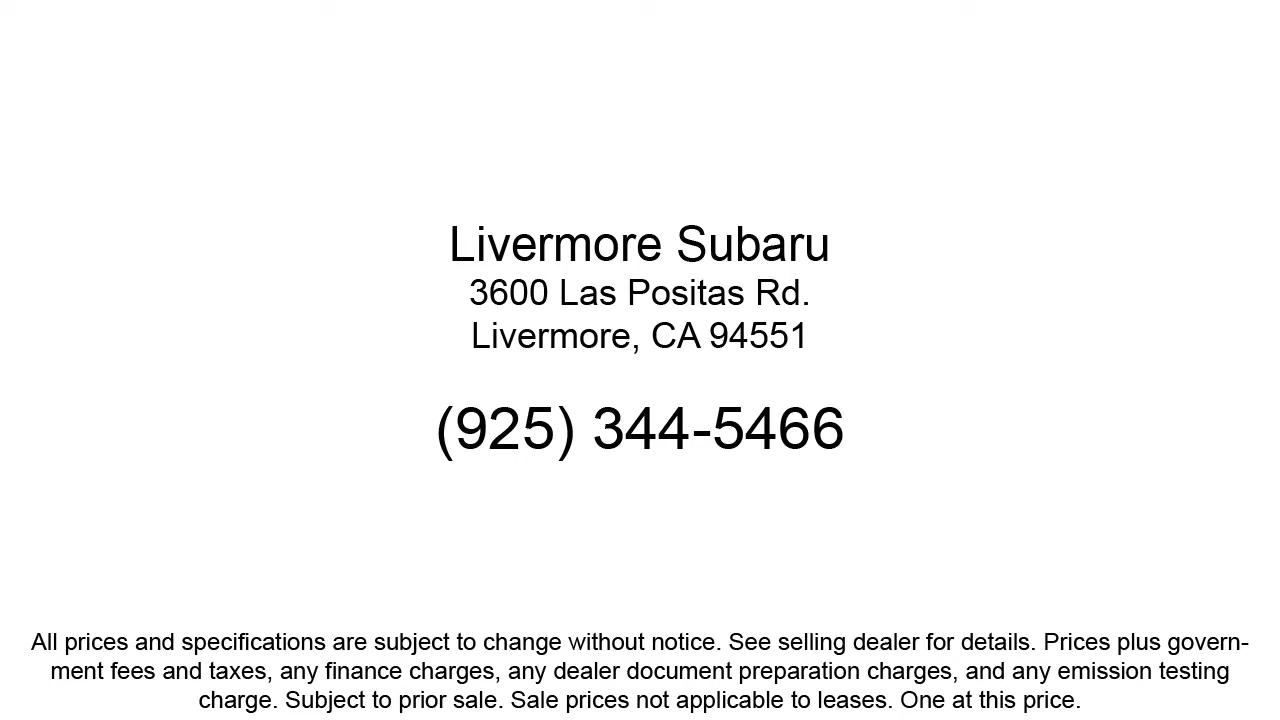 Livermore Subaru
3600 Las Positas Rd.
Livermore, CA 94551
(925) 344-5466
All prices and specifications are subject to change without notice. See selling dealer for details. Prices plus govern-
ment fees and taxes, any finance charges, any dealer document preparation charges, and any emission testing
charge. Subject to prior sale. Sale prices not applicable to leases. One at this price.